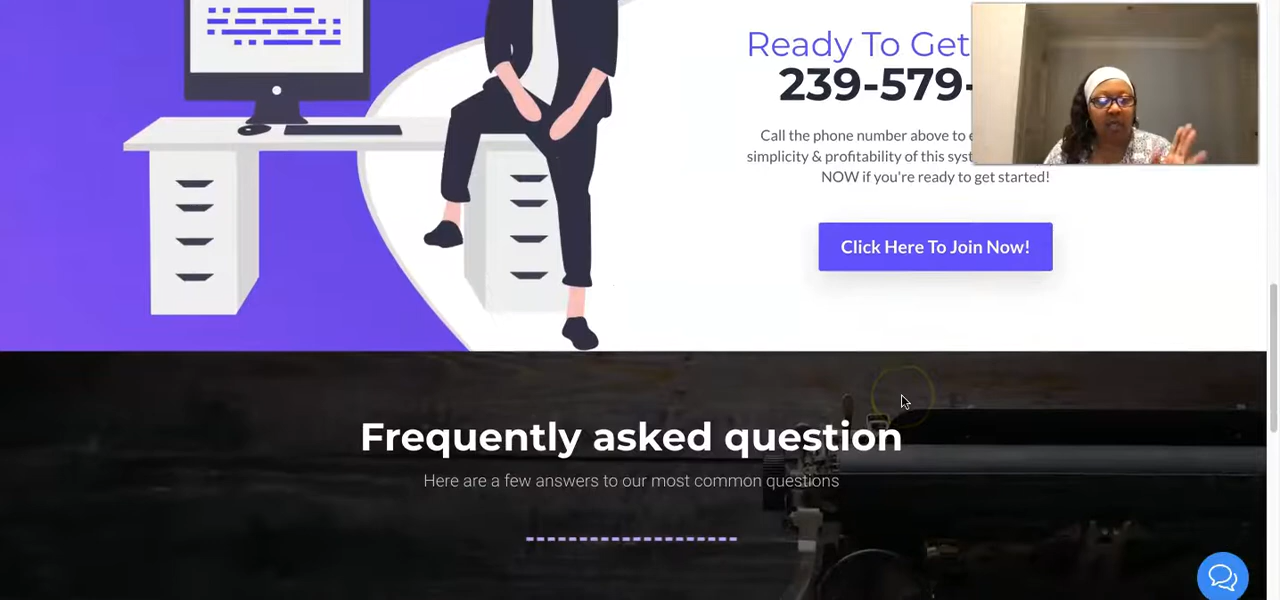 Ready To Get
239-579-
Call the phone number above to
simplicity & profitability of this
NOW if you're ready to get started!
Click Here To Join Now!
Frequently asked question
Here are a few answers to our most common questions